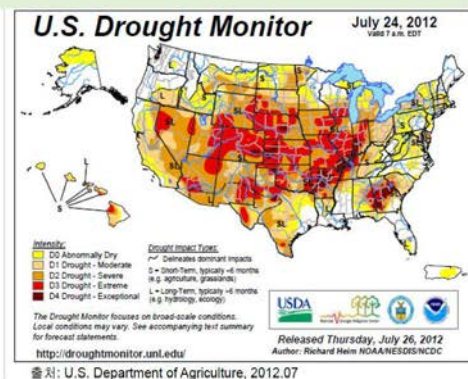 U.S. Drought Monitor
July 24, 2012
Valid 7 a.m. EDT
Intensity:
D0 Abnormally Dry
D1 Drought - Moderate
D2 Drought - Severe
D3 Drought - Extreme
D4 Drought - Exceptional
Drought Impact Types:
Delineates dominant impacts
S = Short-Term, typically <6 months
(e.g. agriculture, grasslands)
L = Long-Term, typically >6 months
(e.g. hydrology, ecology)
The Drought Monitor focuses on broad-scale conditions.
Local conditions may vary. See accompanying text summary
for forecast statements.
http://droughtmonitor.unl.edu/
USDA
Released Thursday, July 26, 2012
Author: Richard Heim NOAA/NESDIS/NCDC
출처: U.S. Department of Agriculture, 2012.07